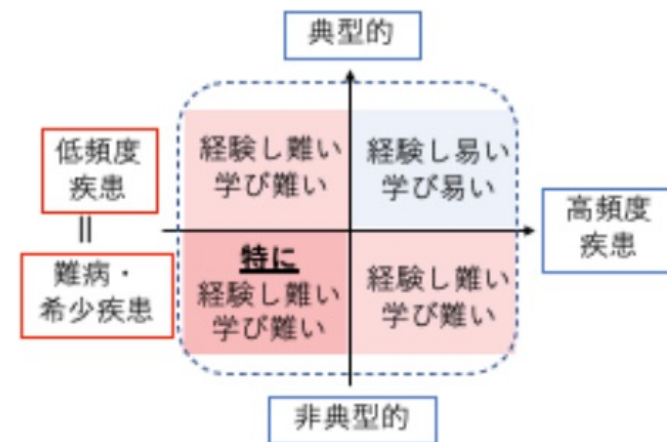 典型的
低頻度
疾患
||
難病・
希少疾患
経験し難い
学び難い
経験し易い
学び易い
高頻度
疾患
特に
経験し難い
学び難い
経験し難い
学び難い
非典型的